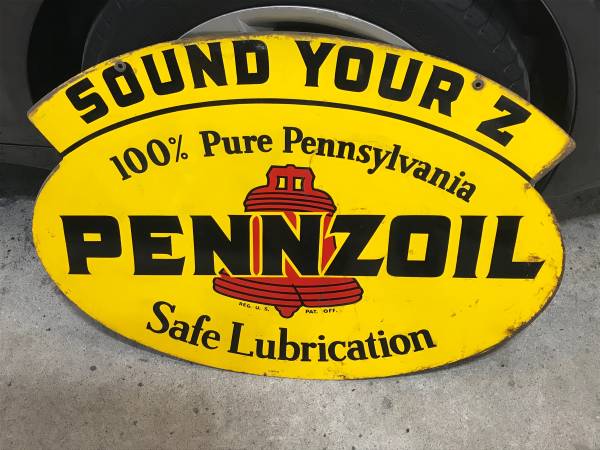 SOUND YOUR Z
100% Pure Pennsylvania
PENNZOIL
REG. U.S. PAT. OFF.
Safe Lubrication